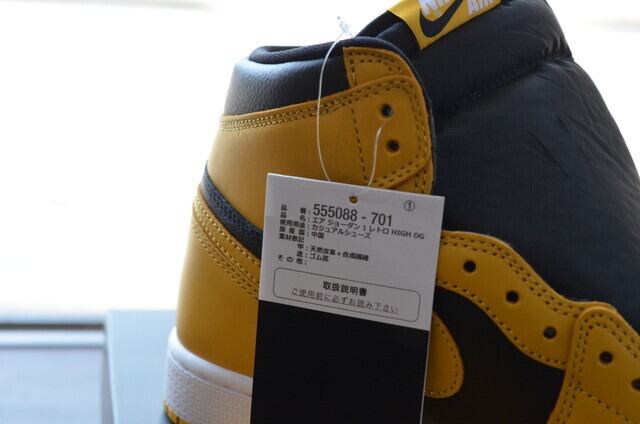 NIKE
AIR
①
品 番：555088 - 701
品 名：エア ジョーダン 1 レトロ HIGH OG
使用用途：カジュアルシューズ
原産国：中国
素材表記
甲：天然皮革＋合成繊維
底：ゴム底
その他：
取扱説明書
ご使用前に必ずお読み下さい